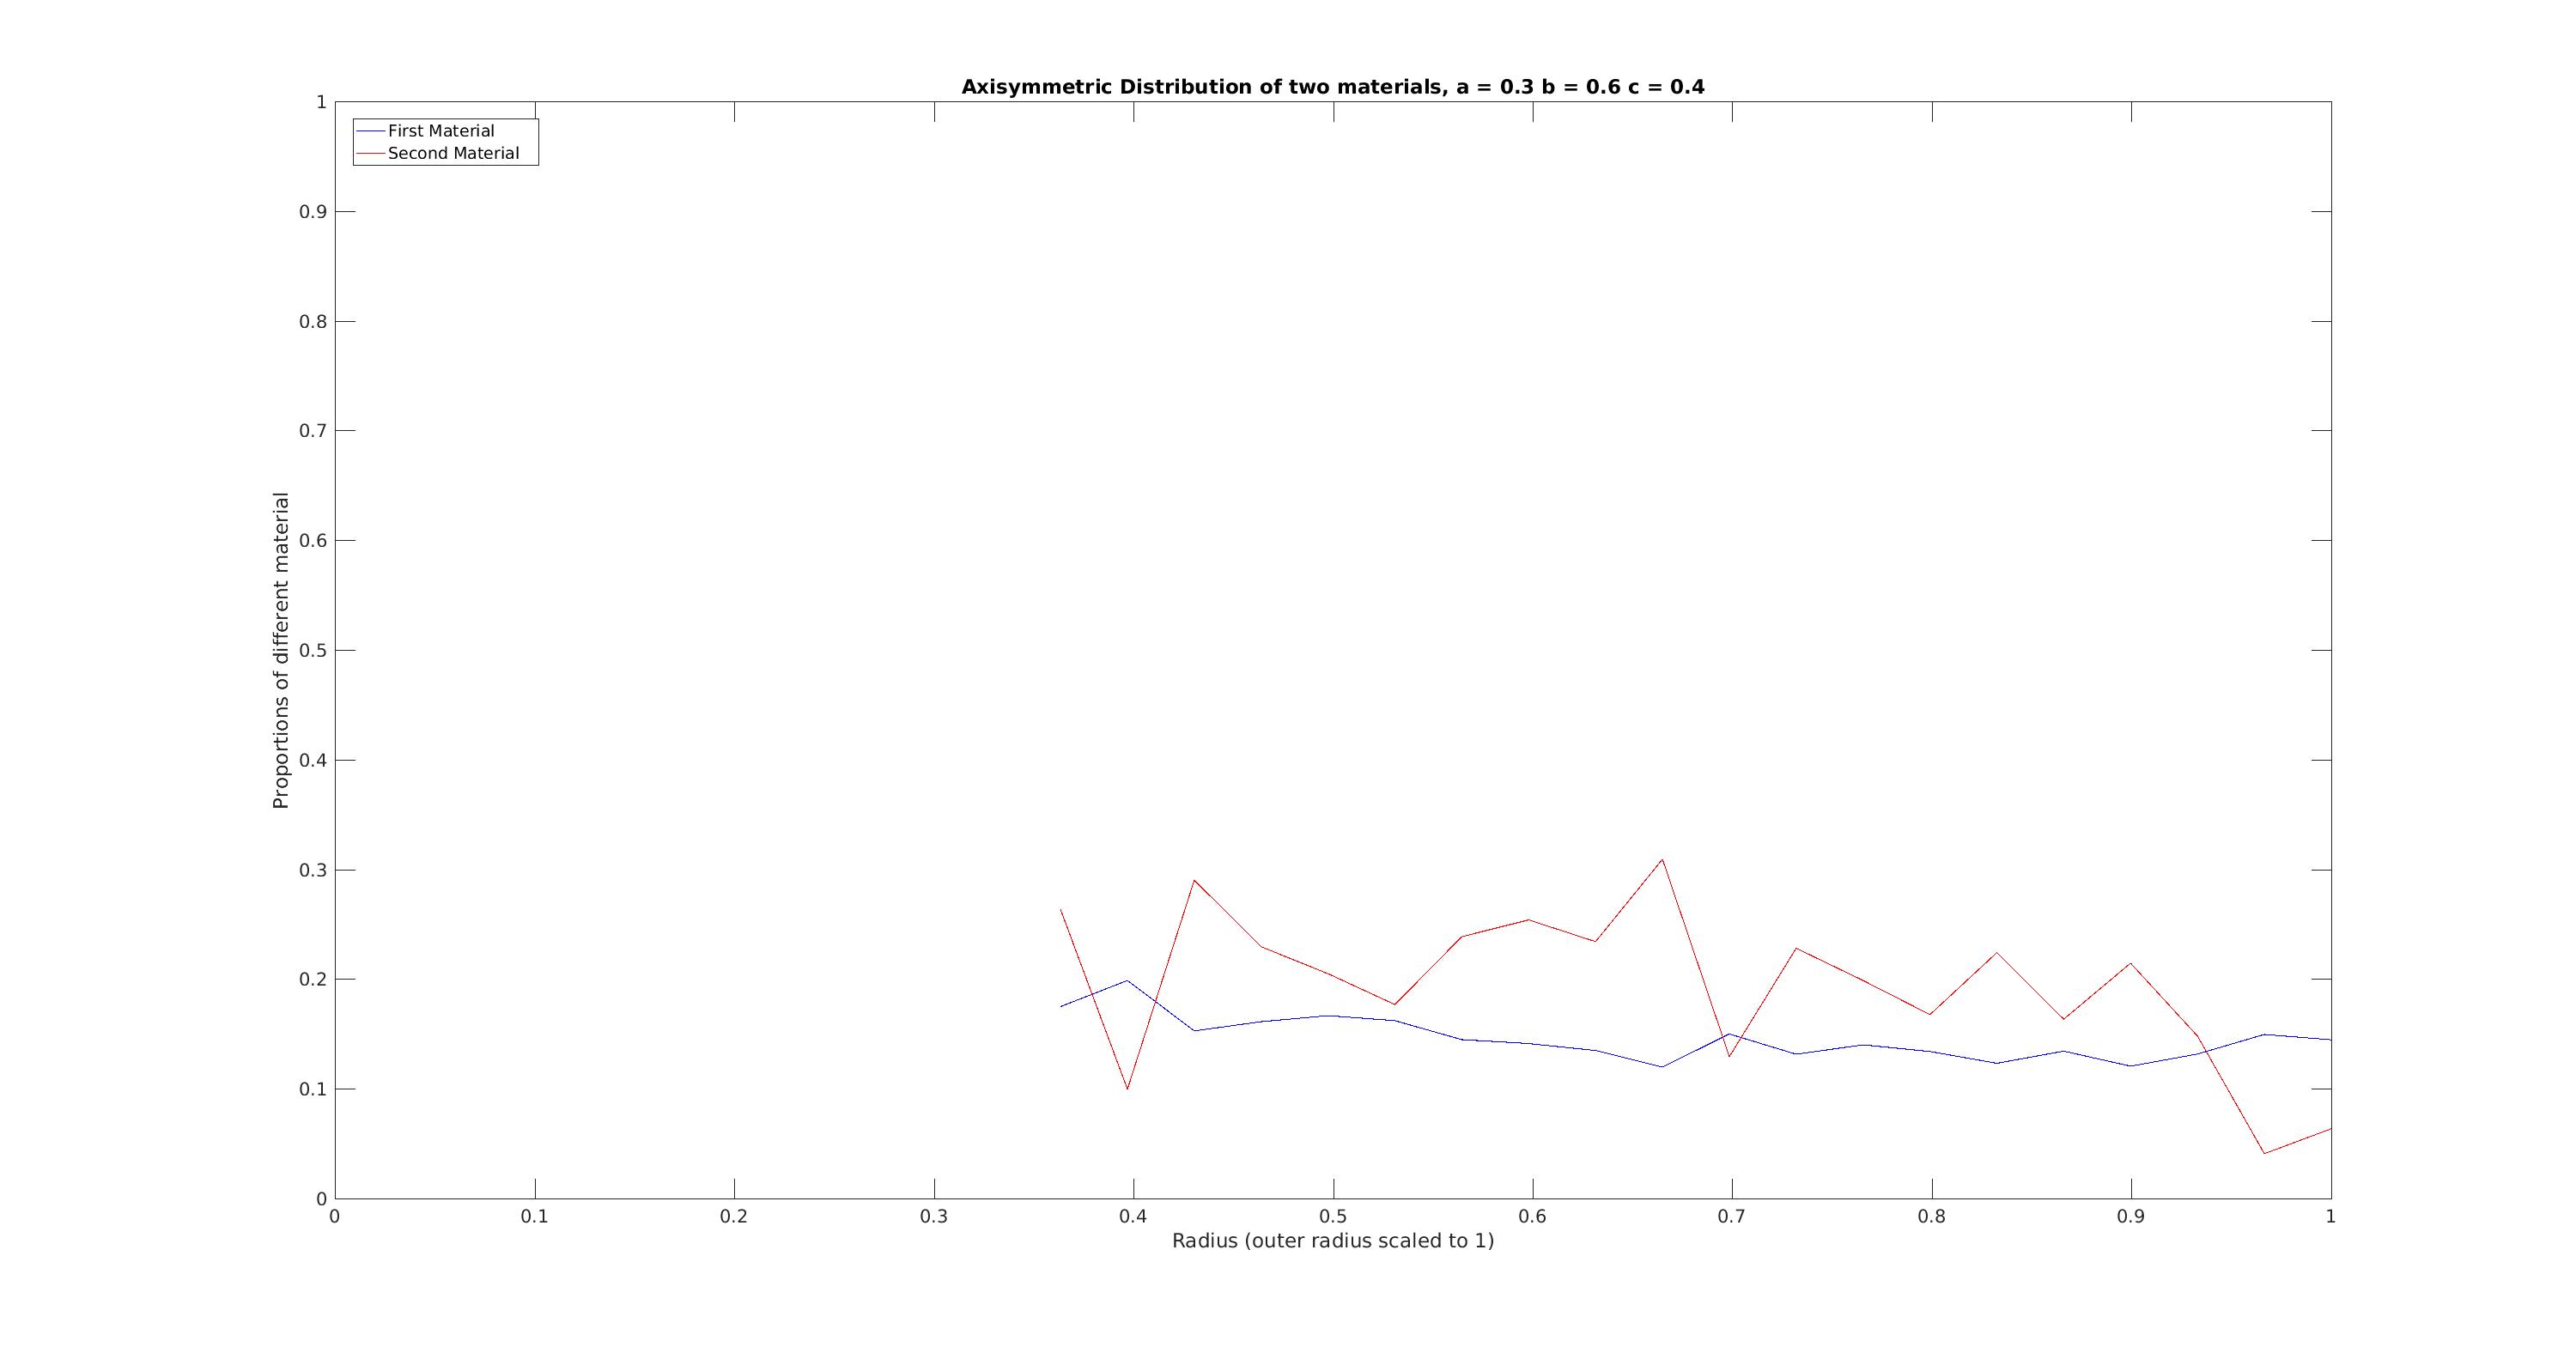 Axisymmetric Distribution of two materials, a = 0.3 b = 0.6 c = 0.4
First Material
Second Material
1
0.9
0.8
0.7
0.6
0.5
0.4
0.3
0.2
0.1
0
Proportions of different material
0 0.1 0.2 0.3 0.4 0.5 0.6 0.7 0.8 0.9 1
Radius (outer radius scaled to 1)